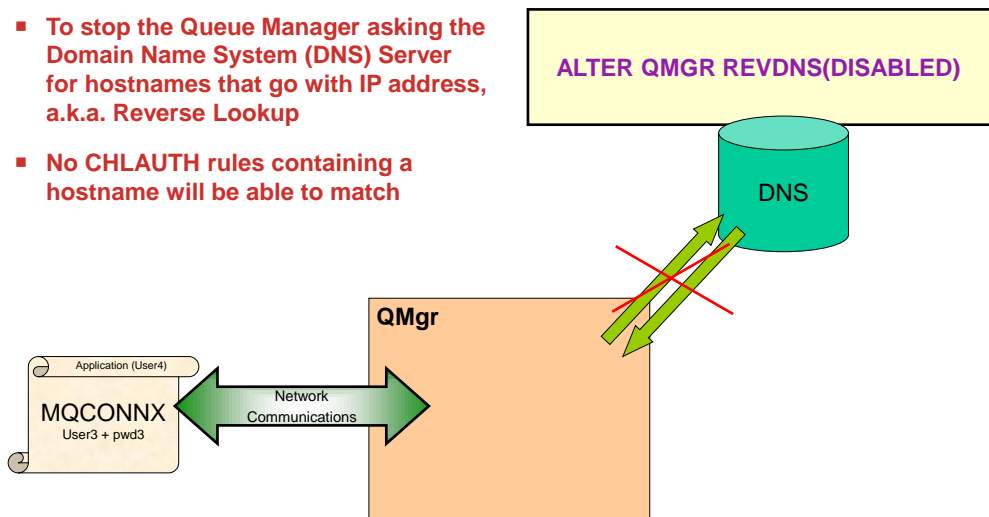 ▪ To stop the Queue Manager asking the
Domain Name System (DNS) Server
for hostnames that go with IP address,
a.k.a. Reverse Lookup
▪ No CHLAUTH rules containing a
hostname will be able to match
ALTER QMGR REVDNS(DISABLED)
DNS
QMgr
Application (User4)
MQCONNX
User3 + pwd3
Network
Communications